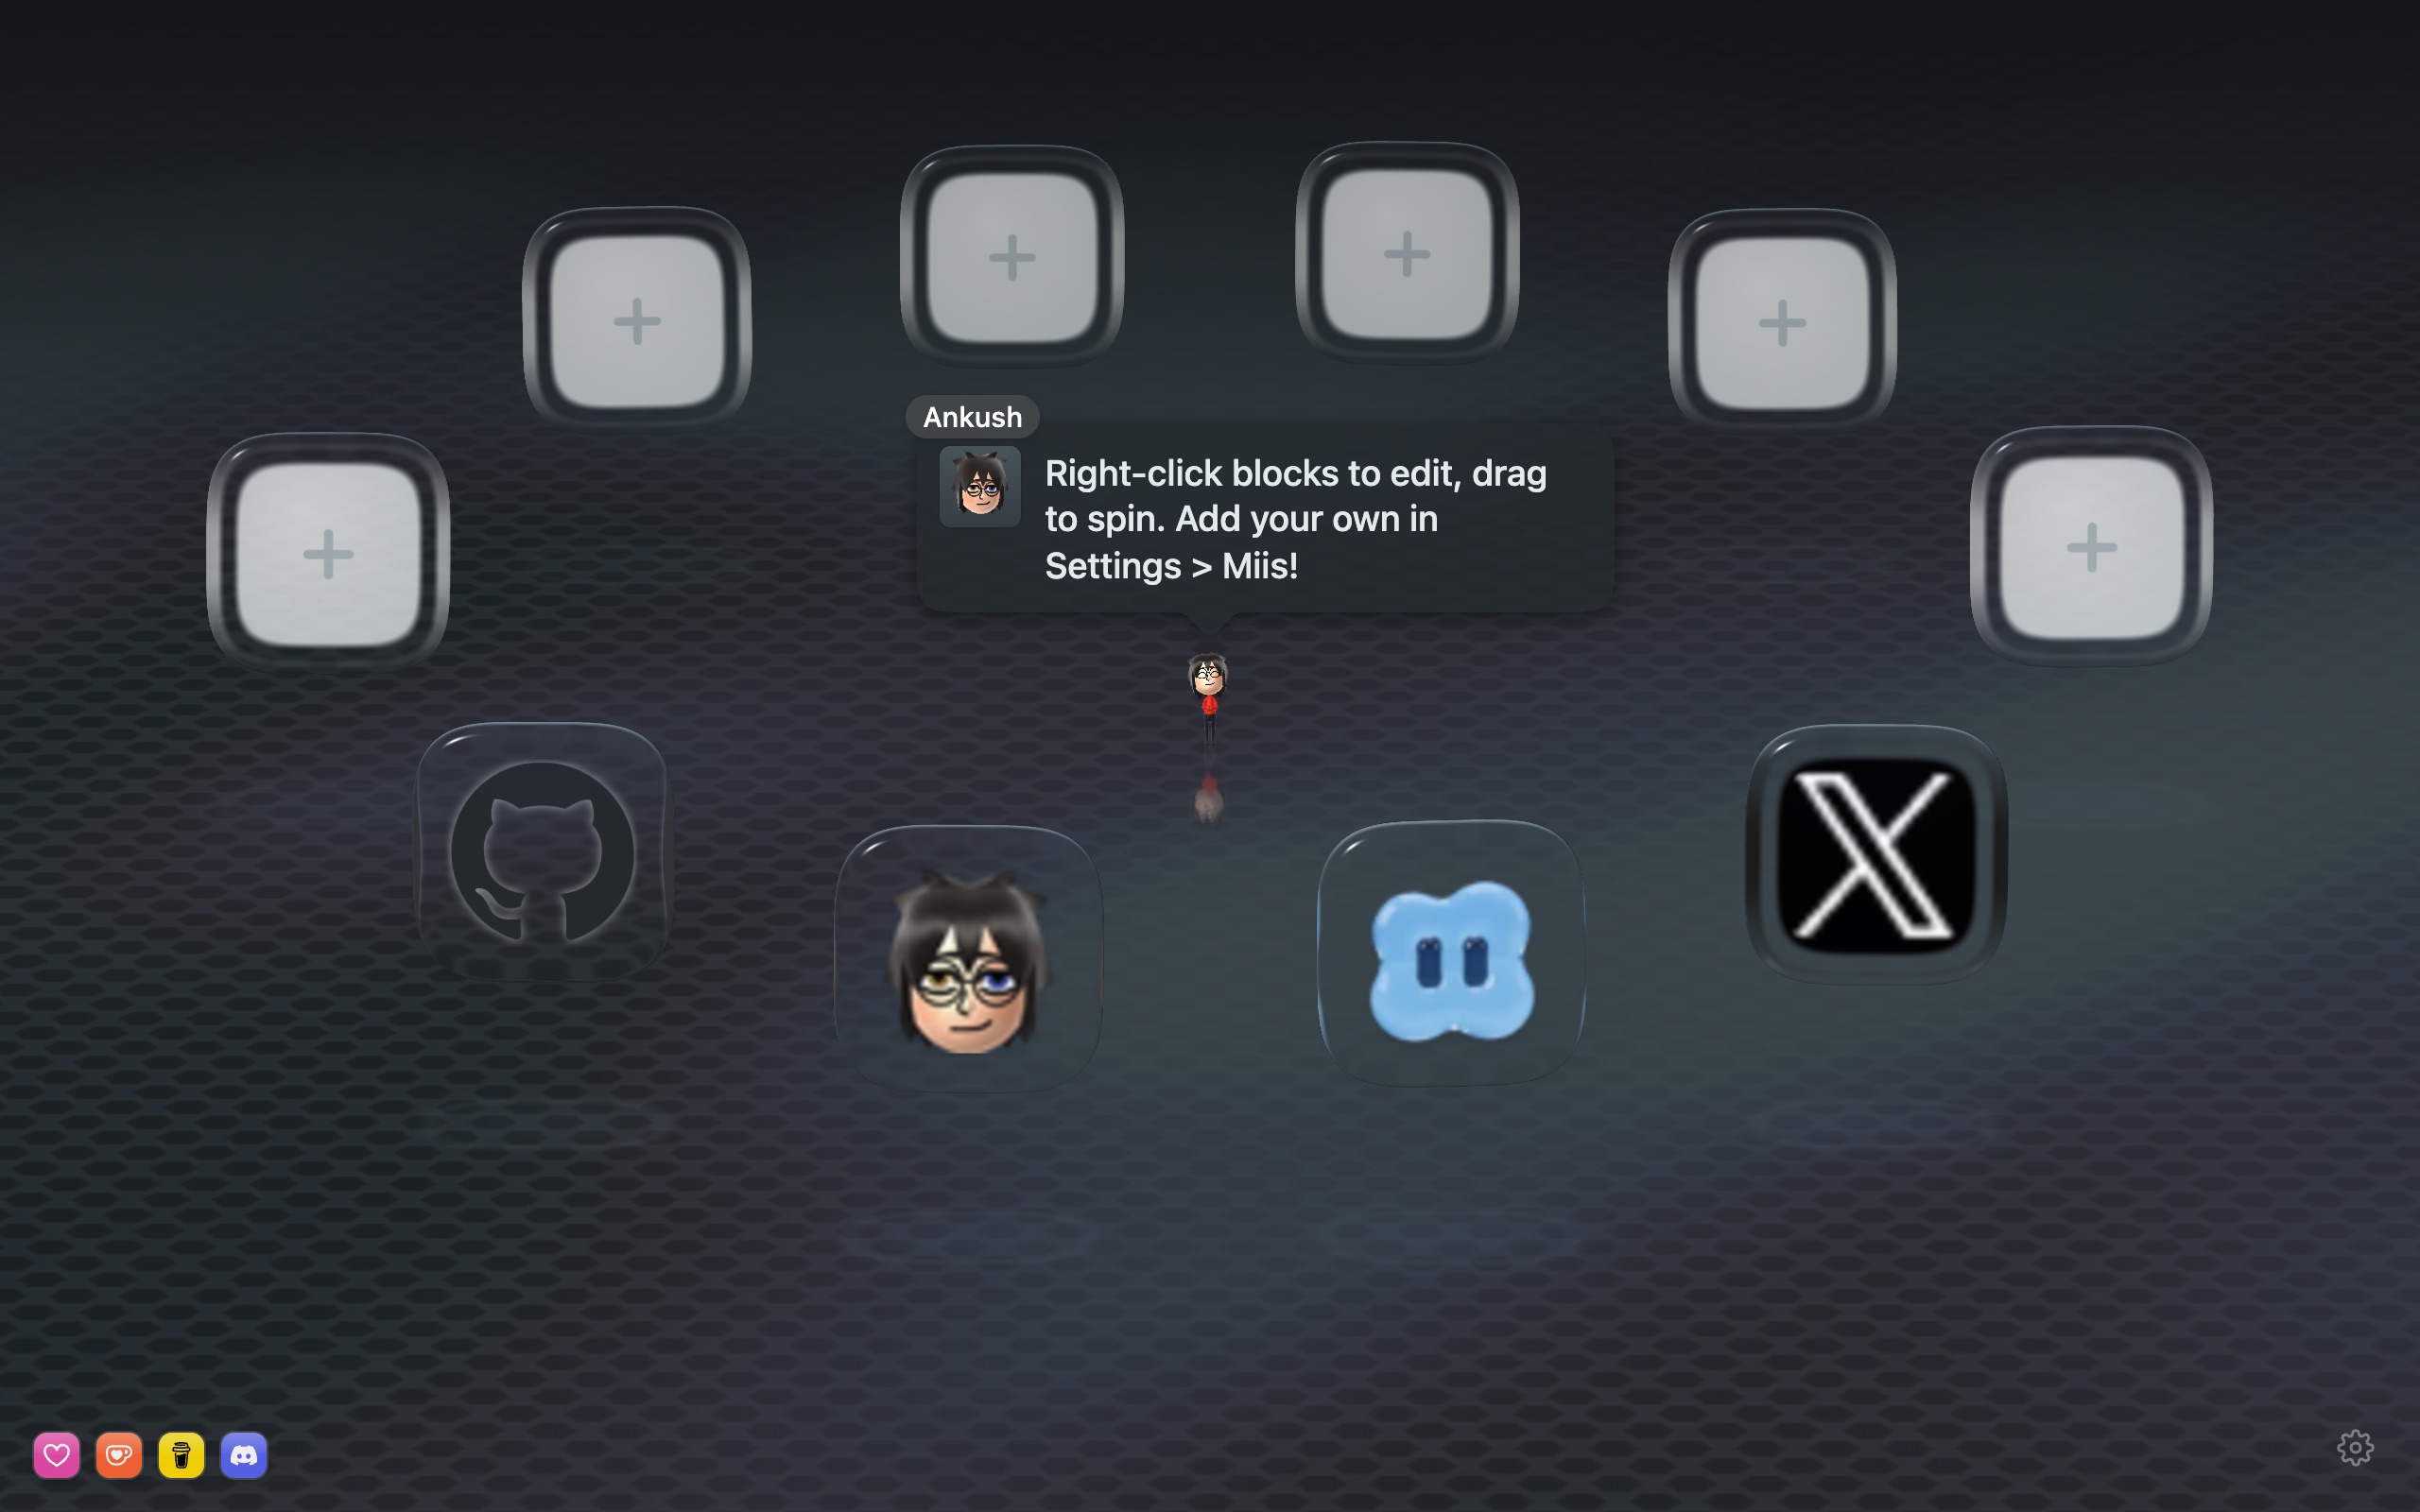 Ankush
Right-click blocks to edit, drag
to spin. Add your own in
Settings > Miis!